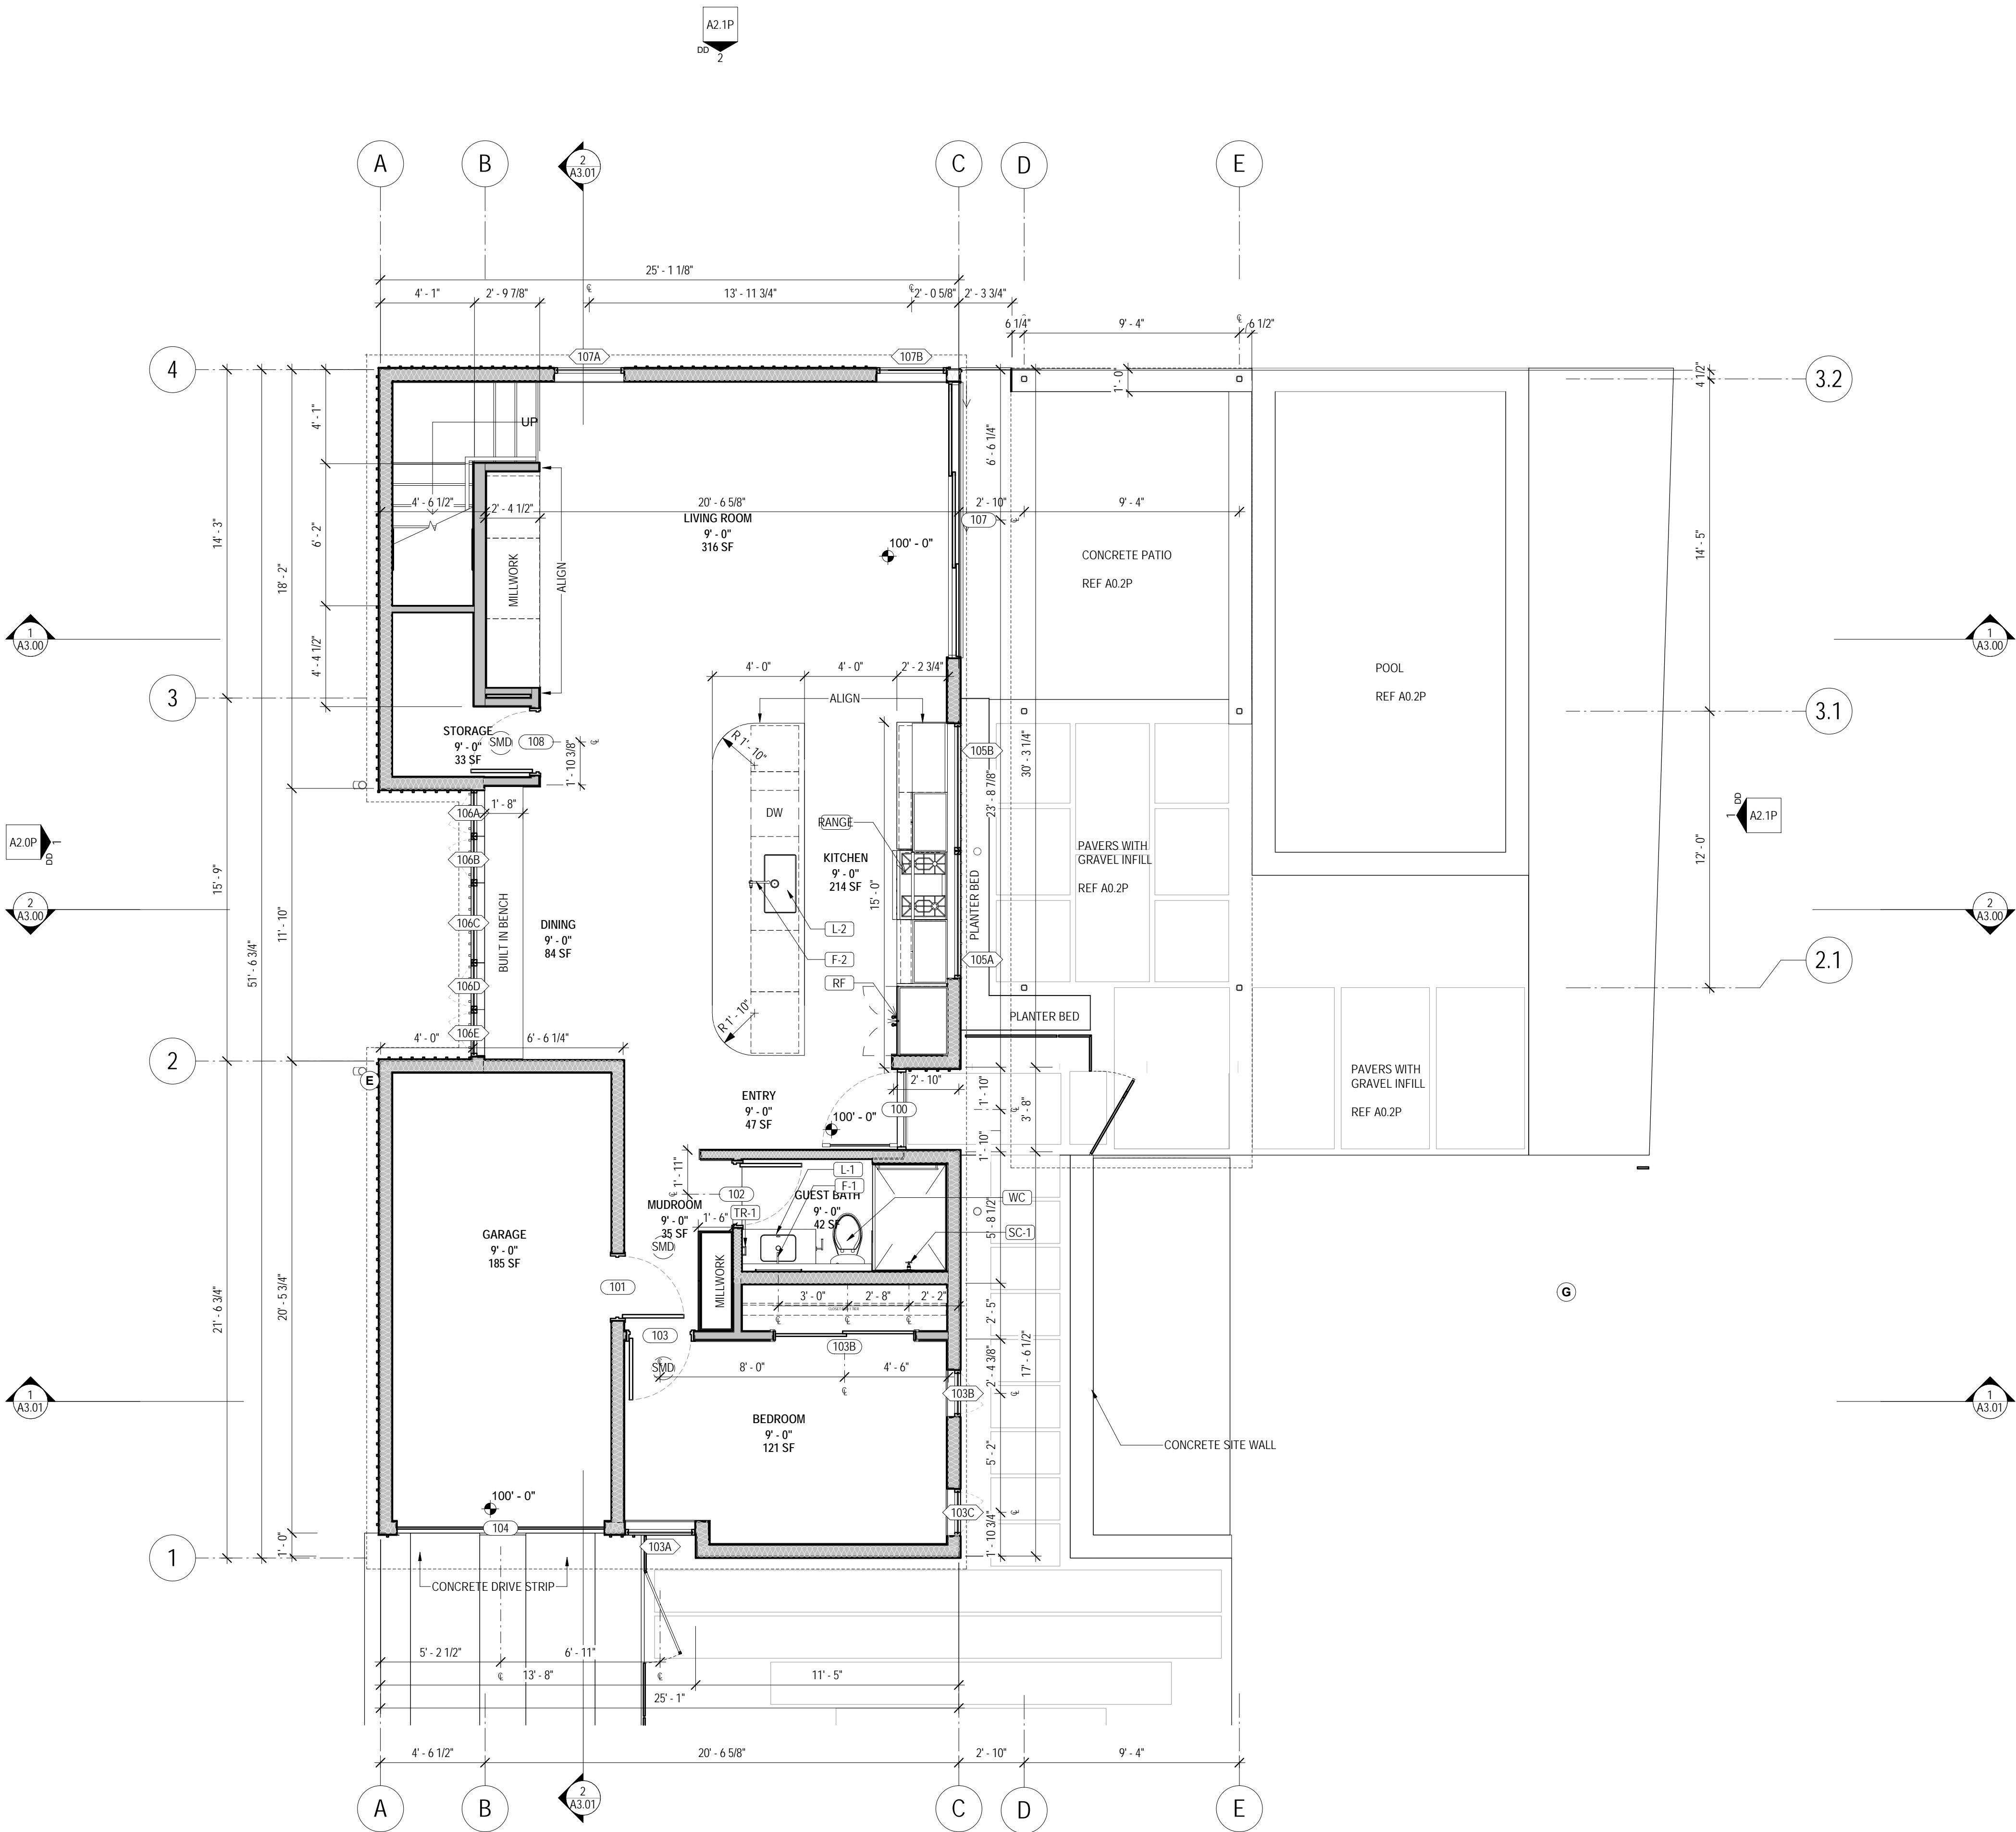 A2.1P
DD
2
A
B
2
A3.01
C
D
E
25' - 1 1/8"
4' - 1"
2' - 9 7/8"
13' - 11 3/4"
2' - 0 5/8"
2' - 3 3/4"
6 1/4"
9' - 4"
6 1/2"
4
107A
107B
3.2
4 1/2"
1' - 0"
4' - 1"
UP
6' - 6 1/4"
4' - 6 1/2"
2' - 4 1/2"
20' - 6 5/8"
2' - 10"
9' - 4"
LIVING ROOM
9' - 0"
316 SF
107
100' - 0"
14' - 3"
6' - 2"
18' - 2"
MILLWORK
ALIGN
CONCRETE PATIO
REF A0.2P
14' - 5"
1
A3.00
1
A3.00
4' - 4 1/2"
4' - 0"
4' - 0"
2' - 2 3/4"
POOL
REF A0.2P
3
ALIGN
3.1
STORAGE
9' - 0"
33 SF
SMD
108
1' - 10 3/8"
R 1' - 10"
105B
30' - 3 1/4"
23' - 8 7/8"
106A
1' - 8"
DW
RANGE
A2.0P
1
DD
1
DD
A2.1P
106B
KITCHEN
9' - 0"
214 SF
15' - 0"
PAVERS WITH
GRAVEL INFILL
REF A0.2P
12' - 0"
15' - 9"
2
A3.00
2
A3.00
106C
BUILT IN BENCH
DINING
9' - 0"
84 SF
L-2
PLANTER BED
11' - 10"
51' - 6 3/4"
F-2
105A
2.1
106D
RF
R 1' - 10"
PLANTER BED
106E
4' - 0"
6' - 6 1/4"
2
E
2' - 10"
PAVERS WITH
GRAVEL INFILL
REF A0.2P
ENTRY
9' - 0"
47 SF
100' - 0"
100
1' - 10"
3' - 8"
1' - 10"
1' - 11"
L-1
F-1
102
GUEST BATH
9' - 0"
42 SF
WC
MUDROOM
9' - 0"
35 SF
TR-1
1' - 6"
5' - 8 1/2"
SC-1
GARAGE
9' - 0"
185 SF
SMD
MILLWORK
101
3' - 0"
2' - 8"
2' - 2"
G
21' - 6 3/4"
20' - 5 3/4"
2' - 5"
103
103B
17' - 6 1/2"
SMD
8' - 0"
4' - 6"
2' - 4 3/8"
1
A3.01
103B
1
A3.01
BEDROOM
9' - 0"
121 SF
5' - 2"
CONCRETE SITE WALL
100' - 0"
104
103C
1' - 10 3/4"
1' - 0"
1
103A
CONCRETE DRIVE STRIP
5' - 2 1/2"
6' - 11"
13' - 8"
11' - 5"
25' - 1"
4' - 6 1/2"
20' - 6 5/8"
2' - 10"
9' - 4"
A
B
2
A3.01
C
D
E